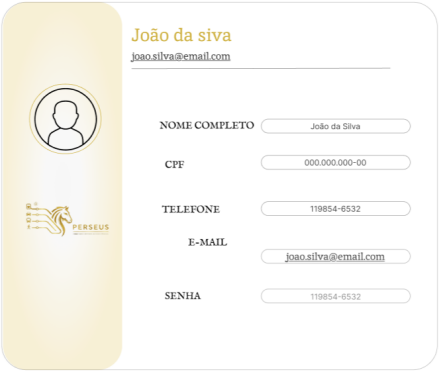 João da siva
joao.silva@email.com
NOME COMPLETO João da Silva
CPF 000.000.000-00
PERSEUS
TELEFONE 119854-6532
E-MAIL
joao.silva@email.com
SENHA 119854-6532